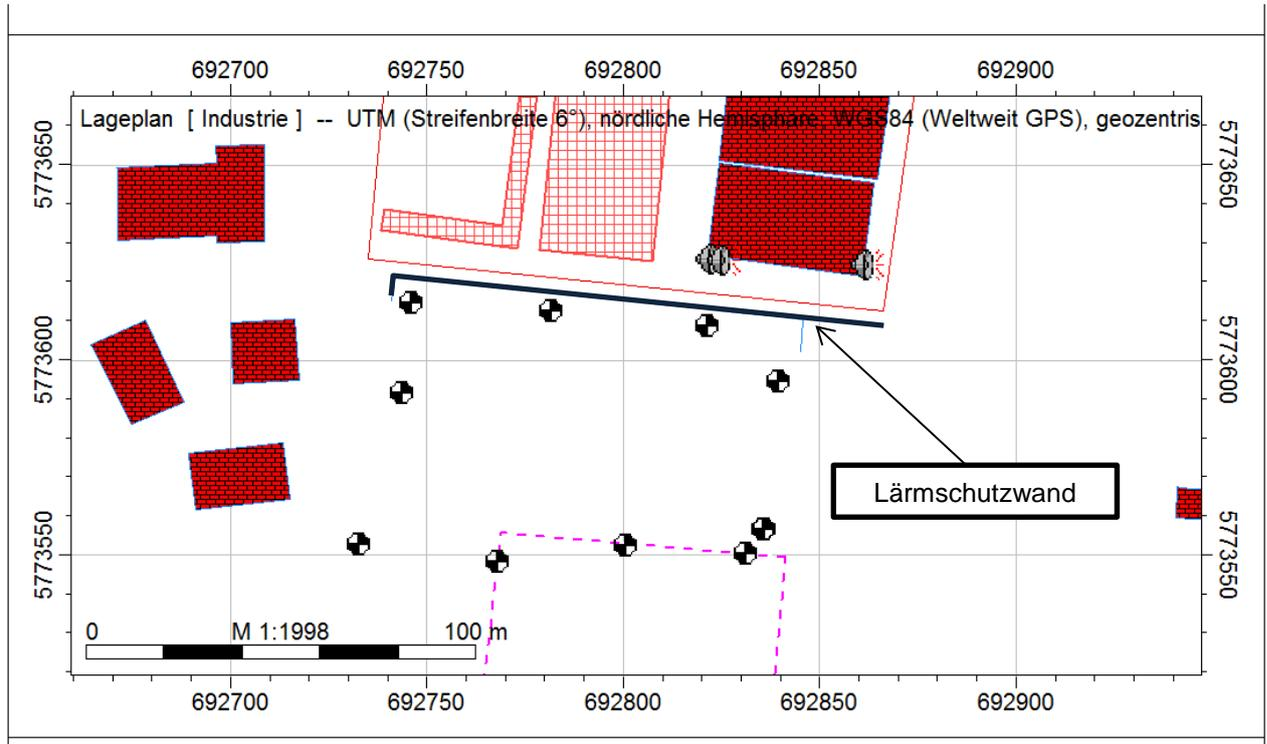 692700 692750 692800 692850 692900
Lageplan [ Industrie ] -- UTM (Streifenbreite 6°), nördliche Hemisphäre WGS84 (Weltweit GPS), geozentris
5773650
5773650
5773600
5773600
Lärmschutzwand
5773550
5773550
0 M 1:1998 100 m
692700 692750 692800 692850 692900